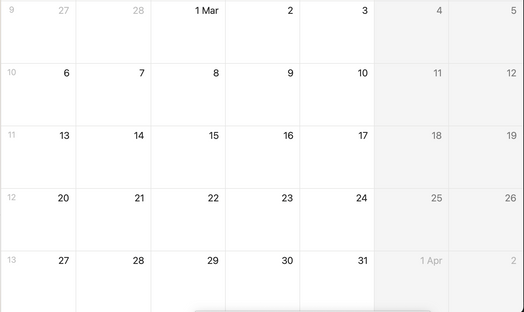 9 27 28 1 Mar 2 3 4 5
10 6 7 8 9 10 11 12
11 13 14 15 16 17 18 19
12 20 21 22 23 24 25 26
13 27 28 29 30 31 1 Apr 2